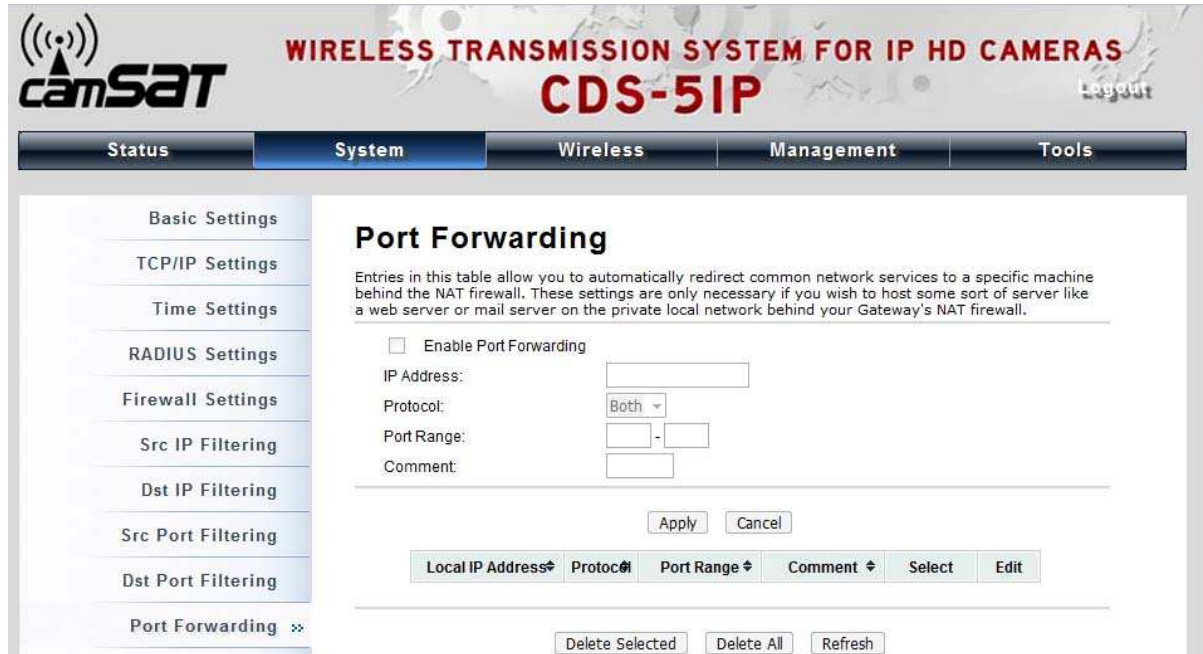 camSAT
WIRELESS TRANSMISSION SYSTEM FOR IP HD CAMERAS
CDS-5IP
Logout
Status System Wireless Management Tools
Basic Settings
TCP/IP Settings
Time Settings
RADIUS Settings
Firewall Settings
Src IP Filtering
Dst IP Filtering
Src Port Filtering
Dst Port Filtering
Port Forwarding »
Port Forwarding
Entries in this table allow you to automatically redirect common network services to a specific machine
behind the NAT firewall. These settings are only necessary if you wish to host some sort of server like
a web server or mail server on the private local network behind your Gateway's NAT firewall.
Enable Port Forwarding
IP Address:
Protocol: Both
Port Range: -
Comment:
Apply Cancel
Local IP Address Protocol Port Range Comment Select Edit
Delete Selected Delete All Refresh